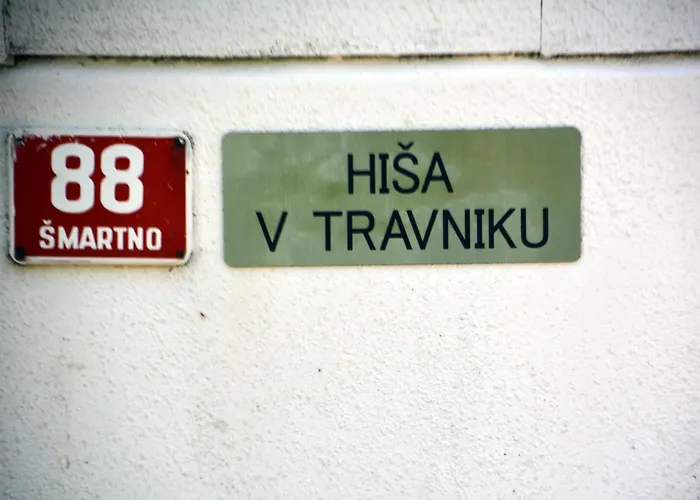 88
ŠMARTNO
HIŠA
V TRAVNIKU